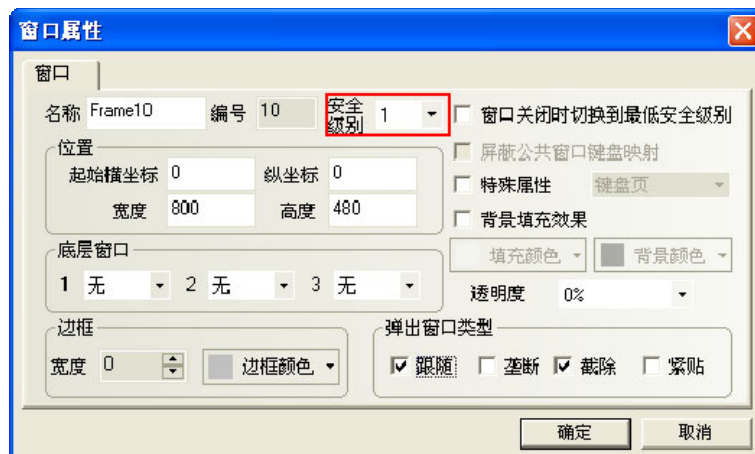 窗口属性
窗口
名称 Frame10 编号 10 安全级别 1 窗口关闭时切换到最低安全级别
位置 屏蔽公共窗口键盘映射
起始横坐标 0 纵坐标 0 特殊属性 键盘页
宽度 800 高度 480 背景填充效果
底层窗口 填充颜色 背景颜色
1 无 2 无 3 无 透明度 0%
边框 弹出窗口类型
宽度 0 边框颜色 跟随 垄断 截除 紧贴
确定 取消